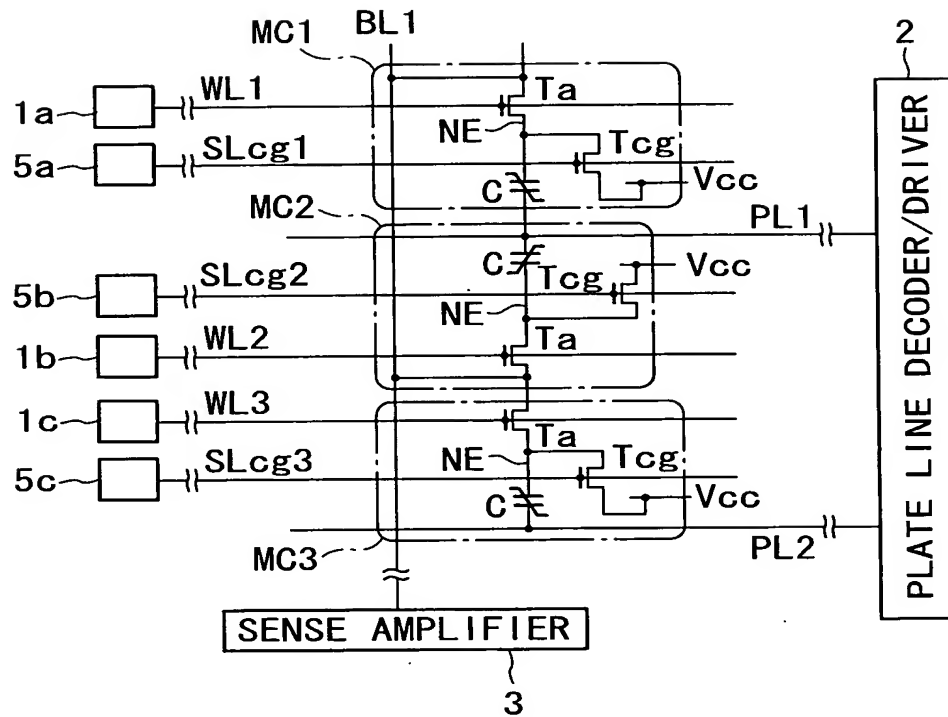 BL1
MC1
2
WL1
Ta
1a
NE
Tcg
SLcg1
5a
C
Vcc
MC2
PL1
C
Vcc
SLcg2
Tcg
5b
NE
WL2
Ta
1b
WL3
1c
Ta
NE
Tcg
SLcg3
5c
C
Vcc
MC3
PL2
PLATE LINE DECODER/DRIVER
SENSE AMPLIFIER
3